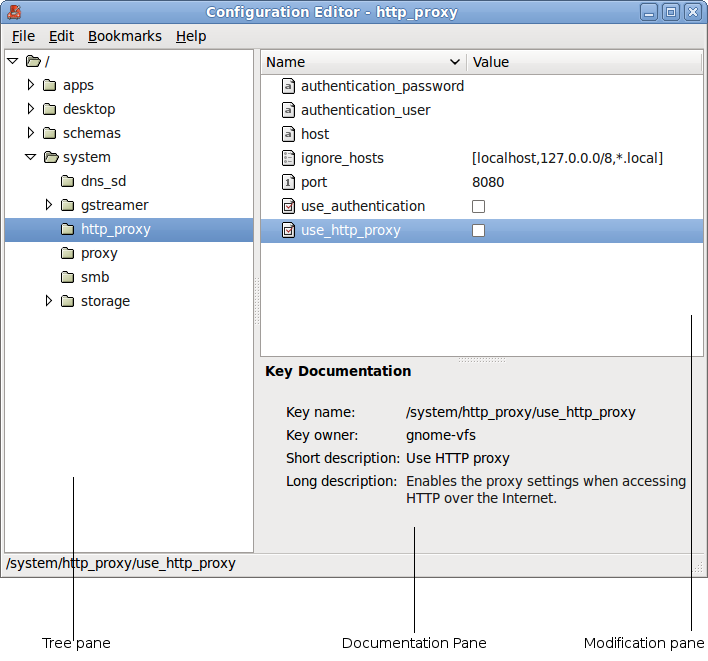 Configuration Editor - http_proxy
File Edit Bookmarks Help
/
apps
desktop
schemas
system
dns_sd
gstreamer
http_proxy
proxy
smb
storage
Name Value
authentication_password
authentication_user
host
ignore_hosts [localhost,127.0.0.0/8,*.local]
port 8080
use_authentication
use_http_proxy
Key Documentation
Key name: /system/http_proxy/use_http_proxy
Key owner: gnome-vfs
Short description: Use HTTP proxy
Long description: Enables the proxy settings when accessing
HTTP over the Internet.
/system/http_proxy/use_http_proxy
Tree pane Documentation Pane Modification pane